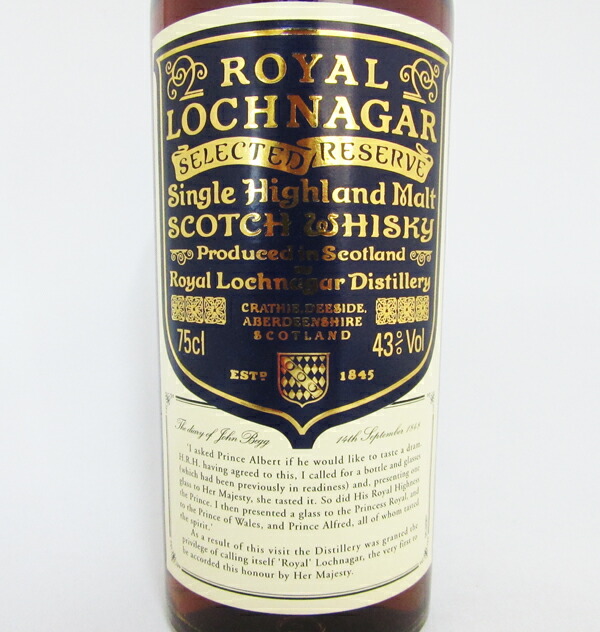 ROYAL
LOCHNAGAR
SELECTED RESERVE
Single Highland Malt
SCOTCH WHISKY
Produced in Scotland
by
Royal Lochnagar Distillery
CRATHIE, DEESIDE,
ABERDEENSHIRE
SCOTLAND
75cl 43% Vol
ESTD 1845
The diary of John Begg 14th September 1848
'I asked Prince Albert if he would like to taste a dram.
H.R.H. having agreed to this, I called for a bottle and glasses
(which had been previously in readiness) and, presenting one
glass to Her Majesty, she tasted it. So did His Royal Highness
the Prince. I then presented a glass to the Princess Royal, and
to the Prince of Wales, and Prince Alfred, all of whom tasted
the spirit.'
As a result of this visit the Distillery was granted the
privilege of calling itself 'Royal' Lochnagar, the very first to
be accorded this honour by Her Majesty.